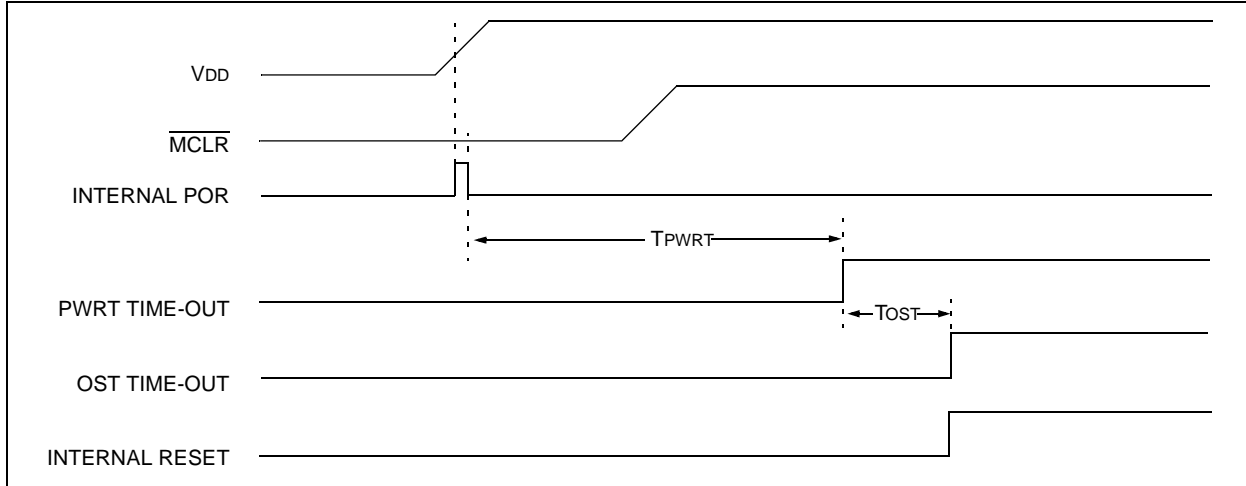 VDD
MCLR
INTERNAL POR
TPWRT
PWRT TIME-OUT
TOST
OST TIME-OUT
INTERNAL RESET